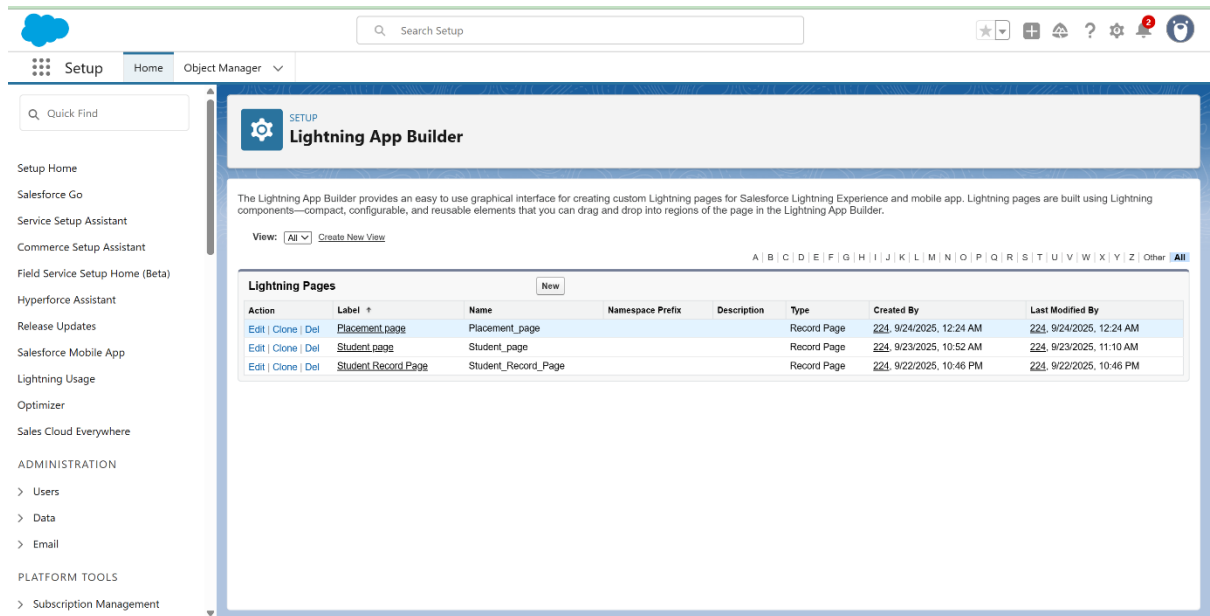 Search Setup
2
Setup
Home
Object Manager
Quick Find
Setup Home
Salesforce Go
Service Setup Assistant
Commerce Setup Assistant
Field Service Setup Home (Beta)
Hyperforce Assistant
Release Updates
Salesforce Mobile App
Lightning Usage
Optimizer
Sales Cloud Everywhere
ADMINISTRATION
Users
Data
Email
PLATFORM TOOLS
Subscription Management
SETUP
Lightning App Builder
The Lightning App Builder provides an easy to use graphical interface for creating custom Lightning pages for Salesforce Lightning Experience and mobile app. Lightning pages are built using Lightning
components—compact, configurable, and reusable elements that you can drag and drop into regions of the page in the Lightning App Builder.
View: All Create New View
A | B | C | D | E | F | G | H | I | J | K | L | M | N | O | P | Q | R | S | T | U | V | W | X | Y | Z | Other All
Lightning Pages New
Action Label ↑ Name Namespace Prefix Description Type Created By Last Modified By
Edit | Clone | Del Placement page Placement_page Record Page 224, 9/24/2025, 12:24 AM 224, 9/24/2025, 12:24 AM
Edit | Clone | Del Student page Student_page Record Page 224, 9/23/2025, 10:52 AM 224, 9/23/2025, 11:10 AM
Edit | Clone | Del Student Record Page Student_Record_Page Record Page 224, 9/22/2025, 10:46 PM 224, 9/22/2025, 10:46 PM